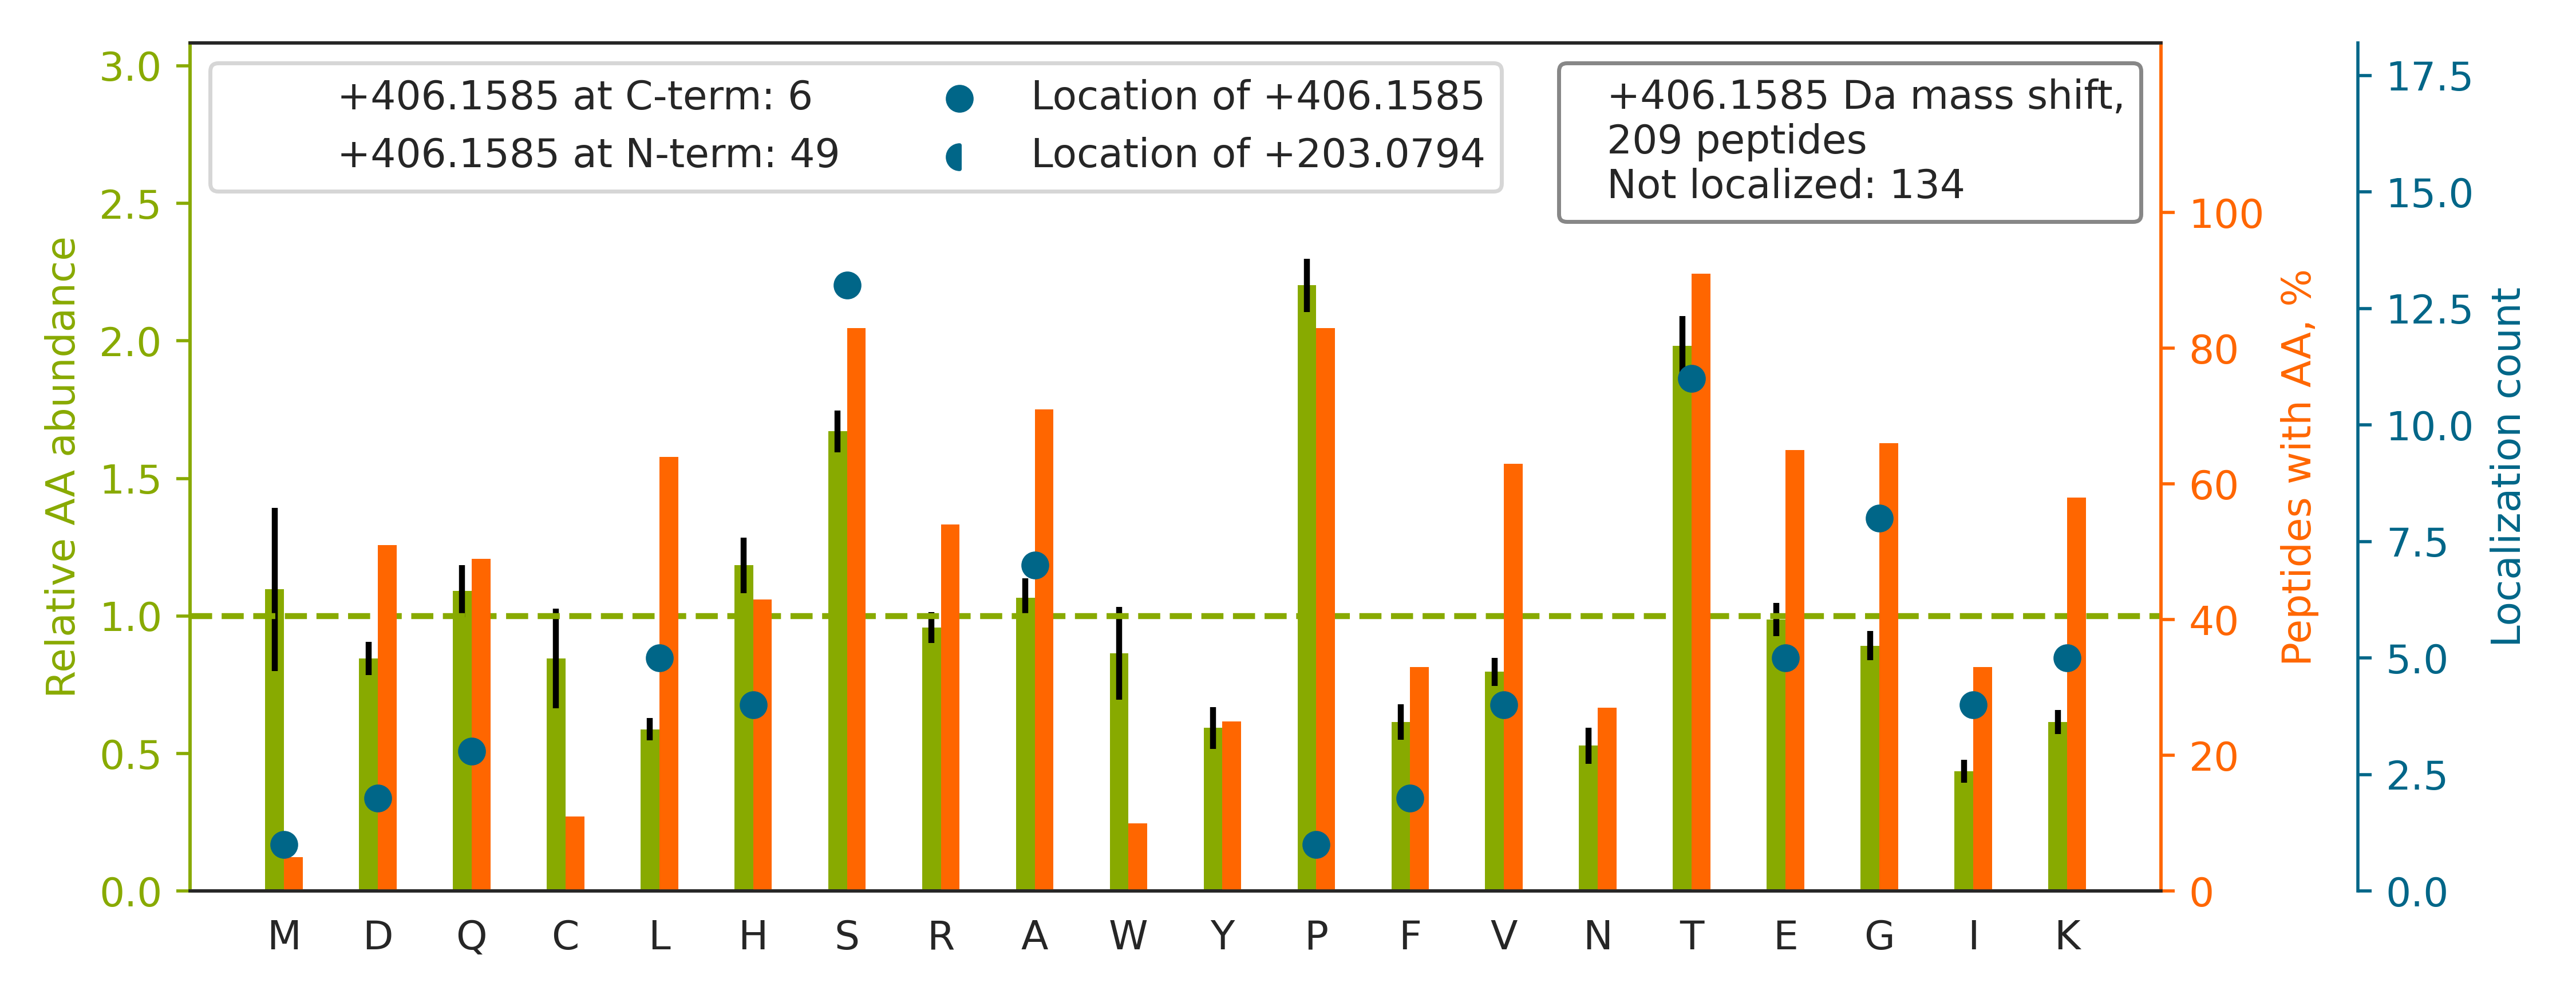 +406.1585 at C-term: 6
+406.1585 at N-term: 49
Location of +406.1585
Location of +203.0794
+406.1585 Da mass shift,
209 peptides
Not localized: 134
Relative AA abundance
3.0
2.5
2.0
1.5
1.0
0.5
0.0
M D Q C L H S R A W Y P F V N T E G I K
100
80
60
40
20
0
Peptides with AA, %
17.5
15.0
12.5
10.0
7.5
5.0
2.5
0.0
Localization count